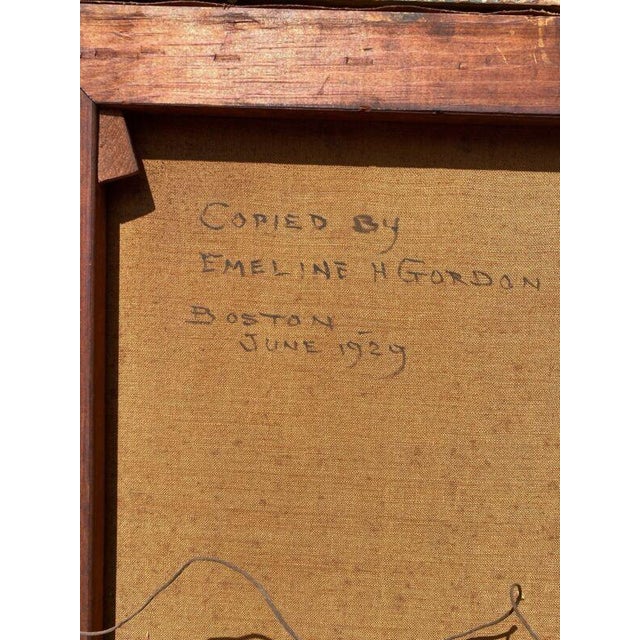 COPIED BY
EMELINE H GORDON
BOSTON
JUNE 1929